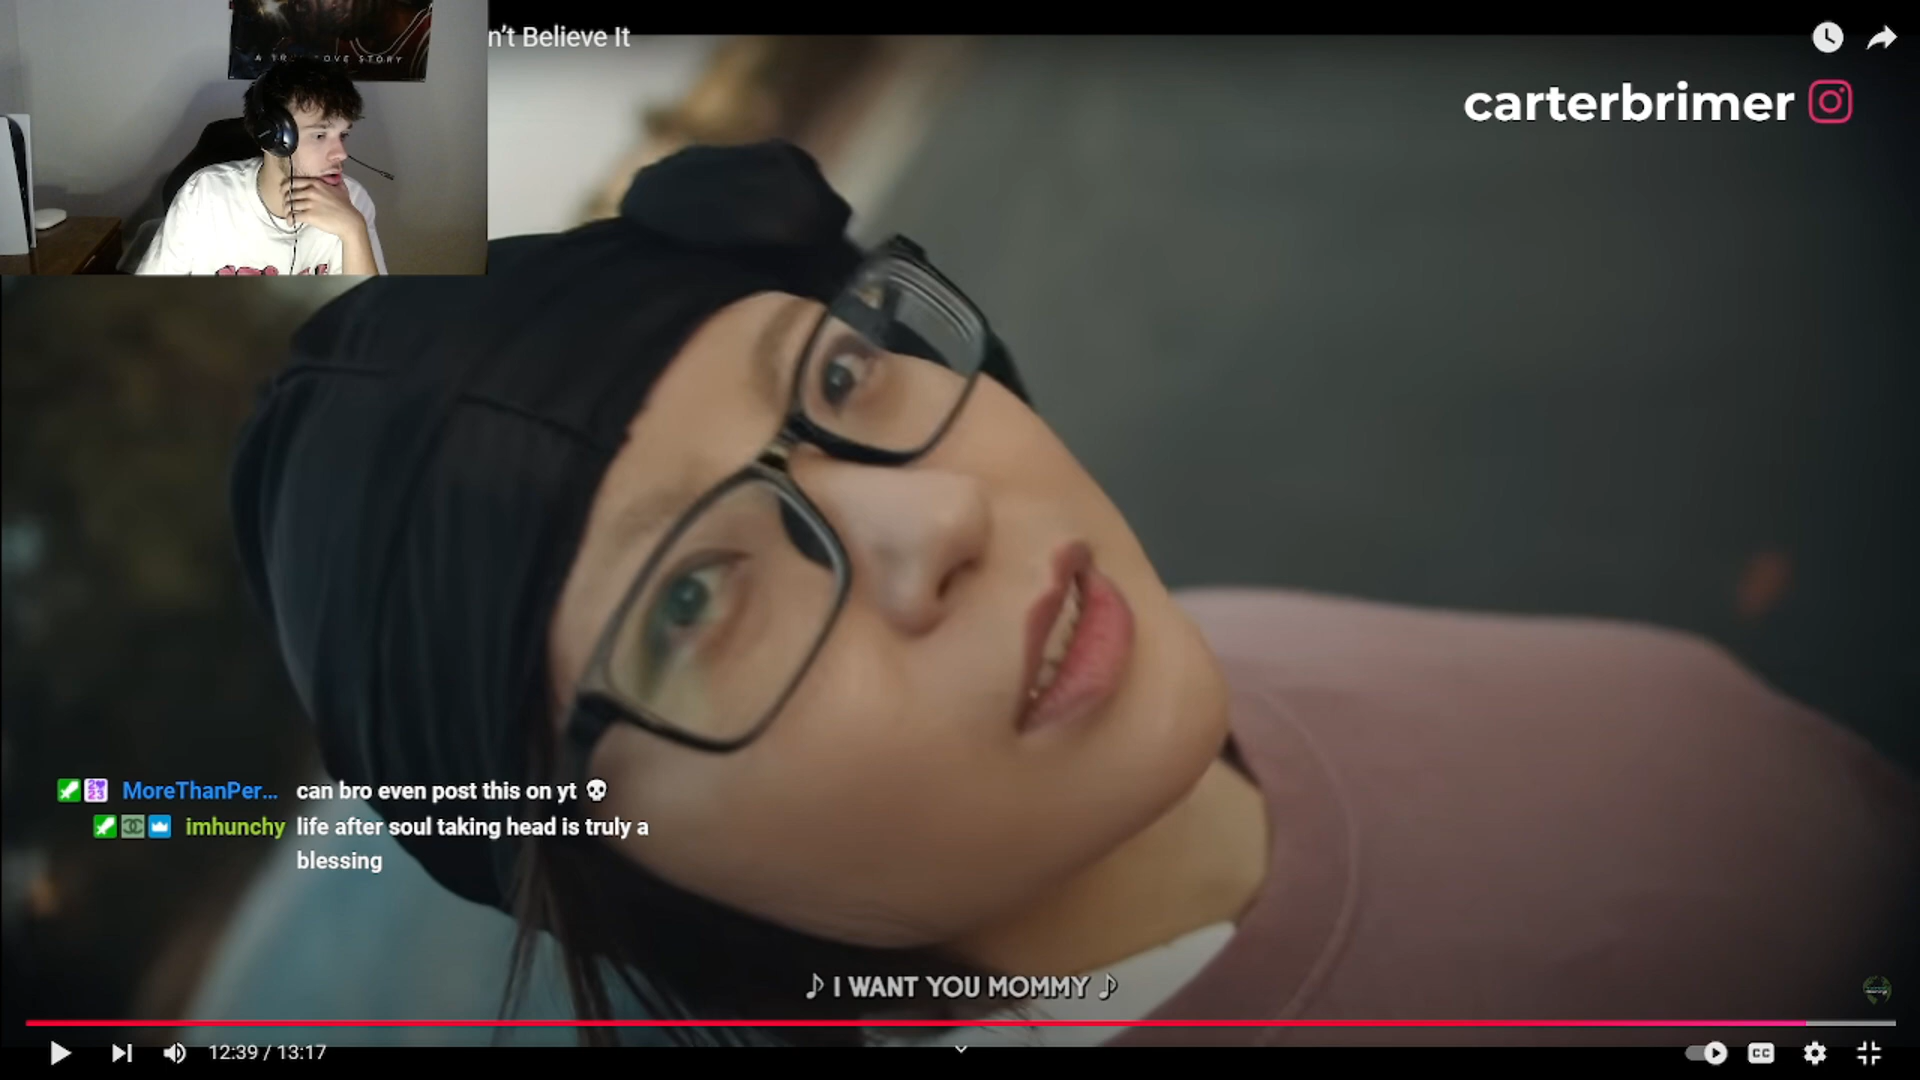 n't Believe It
carterbrimer
MoreThanPer... can bro even post this on yt 💀
imhunchy life after soul taking head is truly a
blessing
♪ I WANT YOU MOMMY ♪
12:39 / 13:17
CC